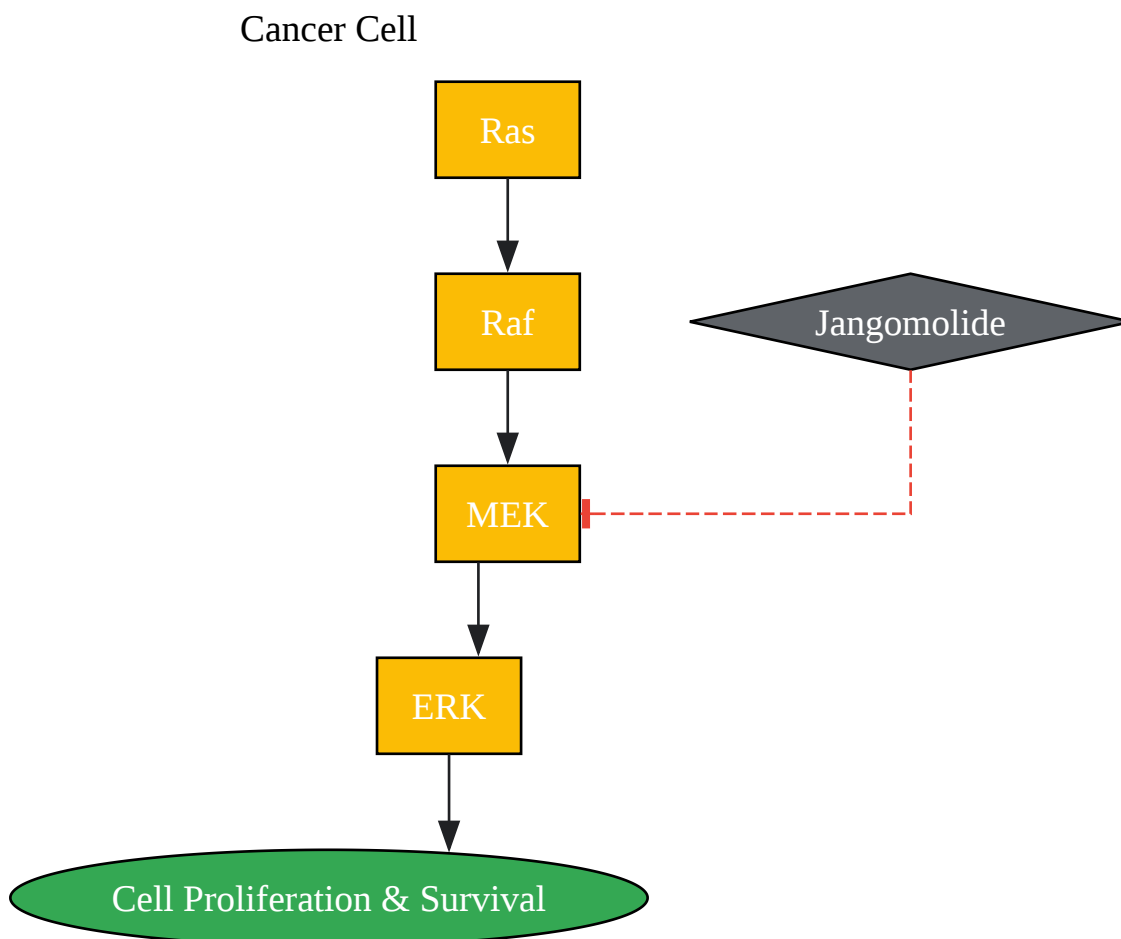 Cancer Cell
Ras
Raf
Jangomolide
MEK
ERK
Cell Proliferation & Survival